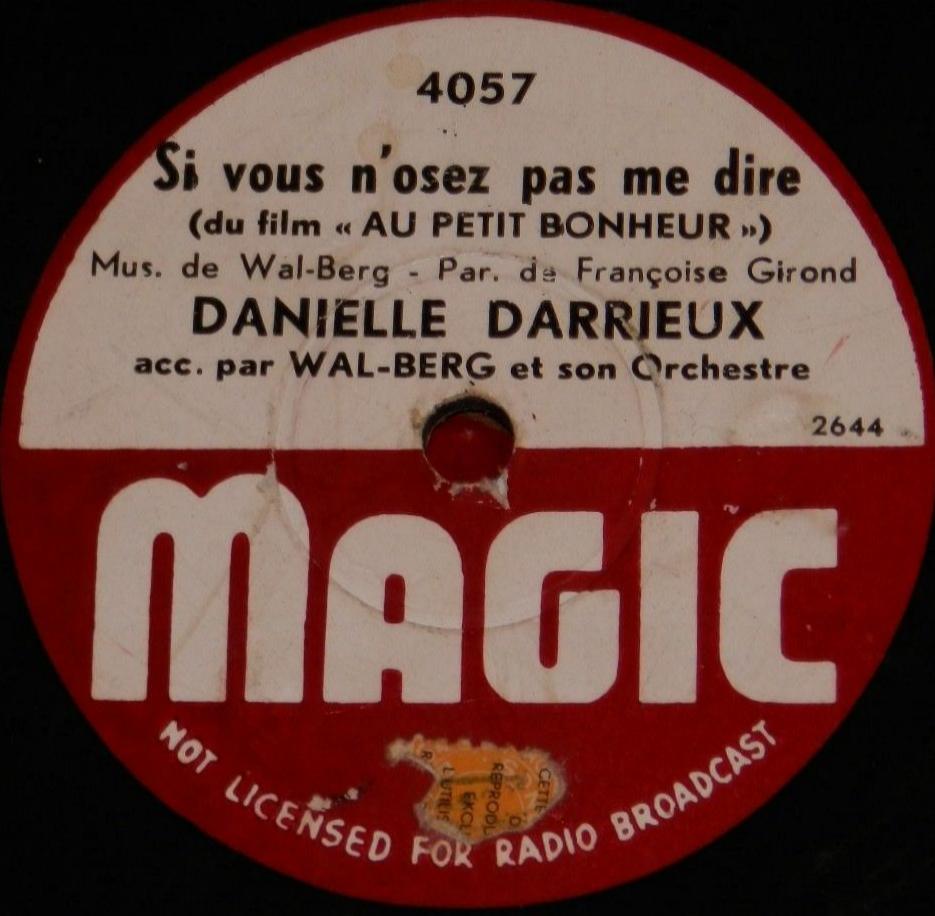 4057
Si vous n'osez pas me dire
(du film « AU PETIT BONHEUR »)
Mus. de Wal-Berg - Par. de Françoise Girond
DANIELLE DARRIEUX
acc. par WAL-BERG et son Orchestre
2644
MAGIC
NOT LICENSED FOR RADIO BROADCAST
CETTE